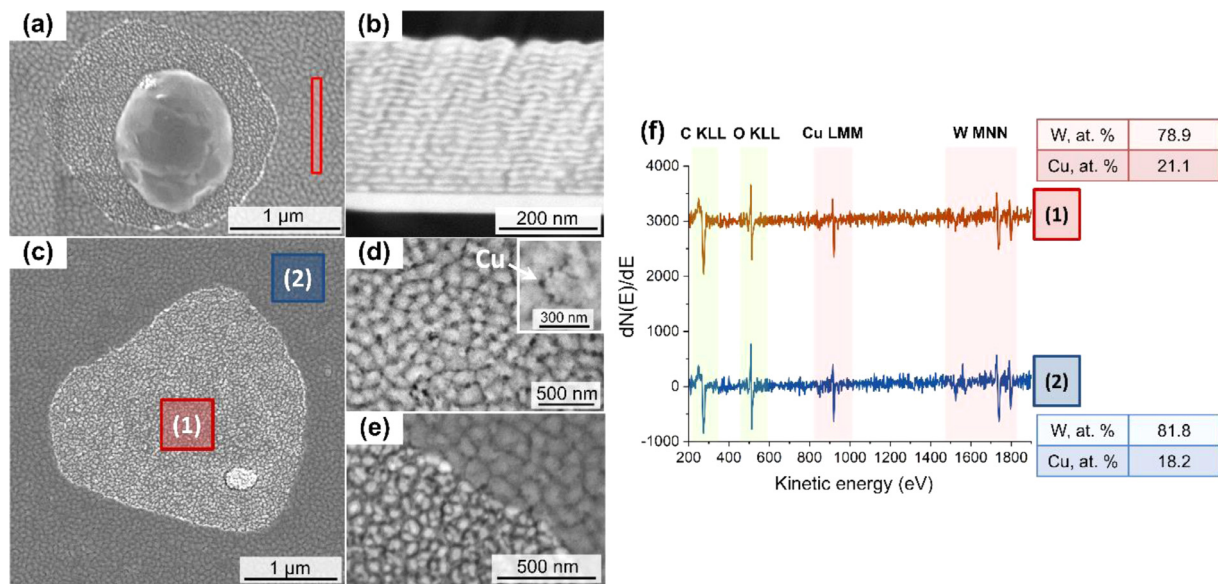 (a)
1 µm
(b)
200 nm
(c)
(2)
(1)
1 µm
(d)
Cu
300 nm
500 nm
(e)
500 nm
(f)
C KLL O KLL Cu LMM W MNN
W, at. % 78.9
Cu, at. % 21.1
(1)
(2)
W, at. % 81.8
Cu, at. % 18.2
dN(E)/dE
4000
3000
2000
1000
0
-1000
200 400 600 800 1000 1200 1400 1600 1800
Kinetic energy (eV)